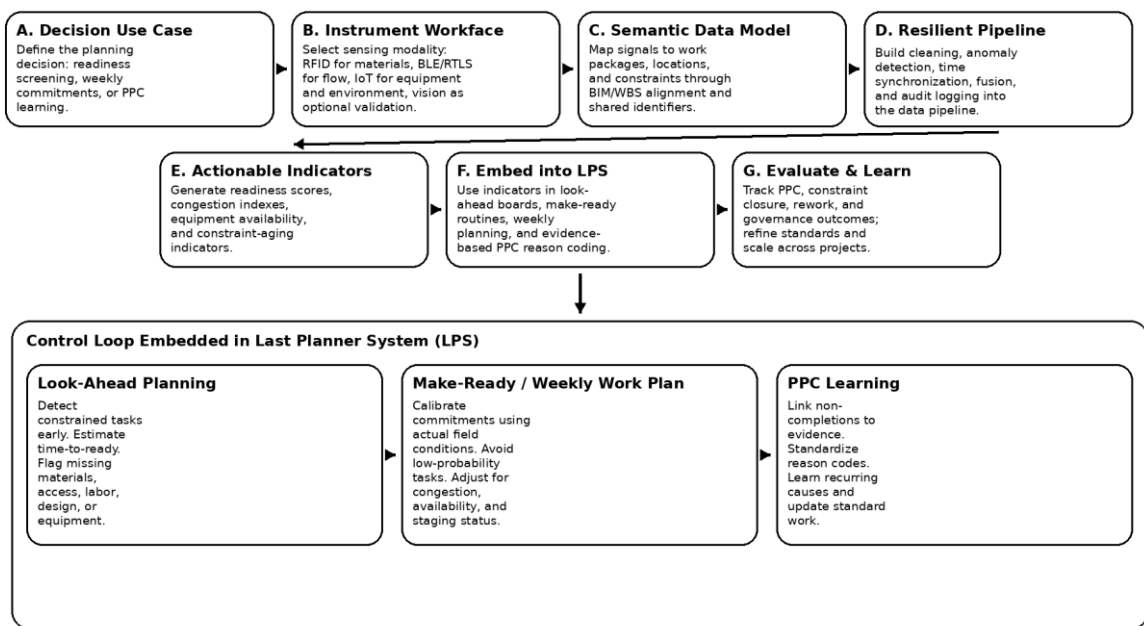 A. Decision Use Case
Define the planning
decision: readiness
screening, weekly
commitments, or PPC
learning.
B. Instrument Workface
Select sensing modality:
RFID for materials, BLE/RTLS
for flow, IoT for equipment
and environment, vision as
optional validation.
C. Semantic Data Model
Map signals to work
packages, locations,
and constraints through
BIM/WBS alignment and
shared identifiers.
D. Resilient Pipeline
Build cleaning, anomaly
detection, time
synchronization, fusion,
and audit logging into
the data pipeline.
E. Actionable Indicators
Generate readiness scores,
congestion indexes,
equipment availability,
and constraint-aging
indicators.
F. Embed into LPS
Use indicators in look-
ahead boards, make-ready
routines, weekly
planning, and evidence-
based PPC reason coding.
G. Evaluate & Learn
Track PPC, constraint
closure, rework, and
governance outcomes;
refine standards and
scale across projects.
Control Loop Embedded in Last Planner System (LPS)
Look-Ahead Planning
Detect
constrained tasks
early. Estimate
time-to-ready.
Flag missing
materials,
access, labor,
design, or
equipment.
Make-Ready / Weekly Work Plan
Calibrate
commitments using
actual field
conditions. Avoid
low-probability
tasks. Adjust for
congestion,
availability, and
staging status.
PPC Learning
Link non-
completions to
evidence.
Standardize
reason codes.
Learn recurring
causes and
update standard
work.